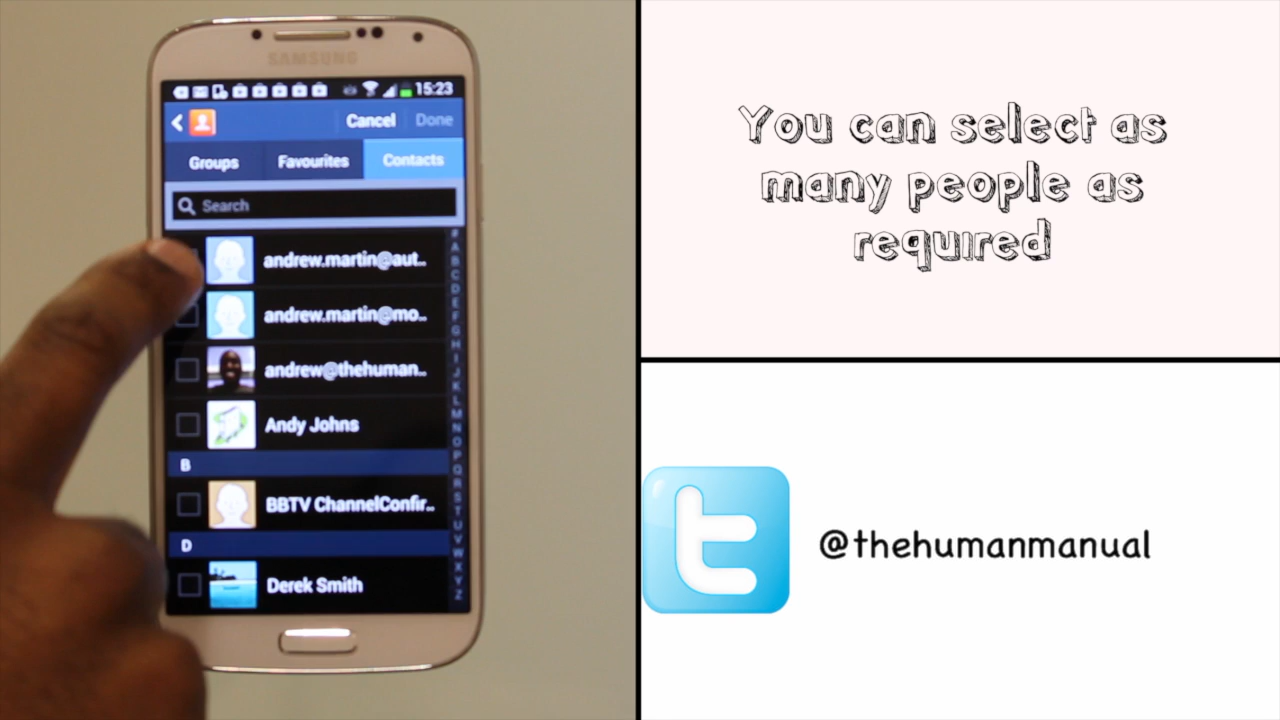 SAMSUNG
15:23
Cancel Done
Groups Favourites Contacts
Search
andrew.martin@aut..
andrew.martin@mo..
andrew@thehuman..
Andy Johns
B
BBTV ChannelConfir..
D
Derek Smith
#
A
B
C
D
E
F
G
H
I
J
K
L
M
N
O
P
Q
R
S
T
U
V
W
X
Y
Z
You can select as
many people as
required
t
@thehumanmanual